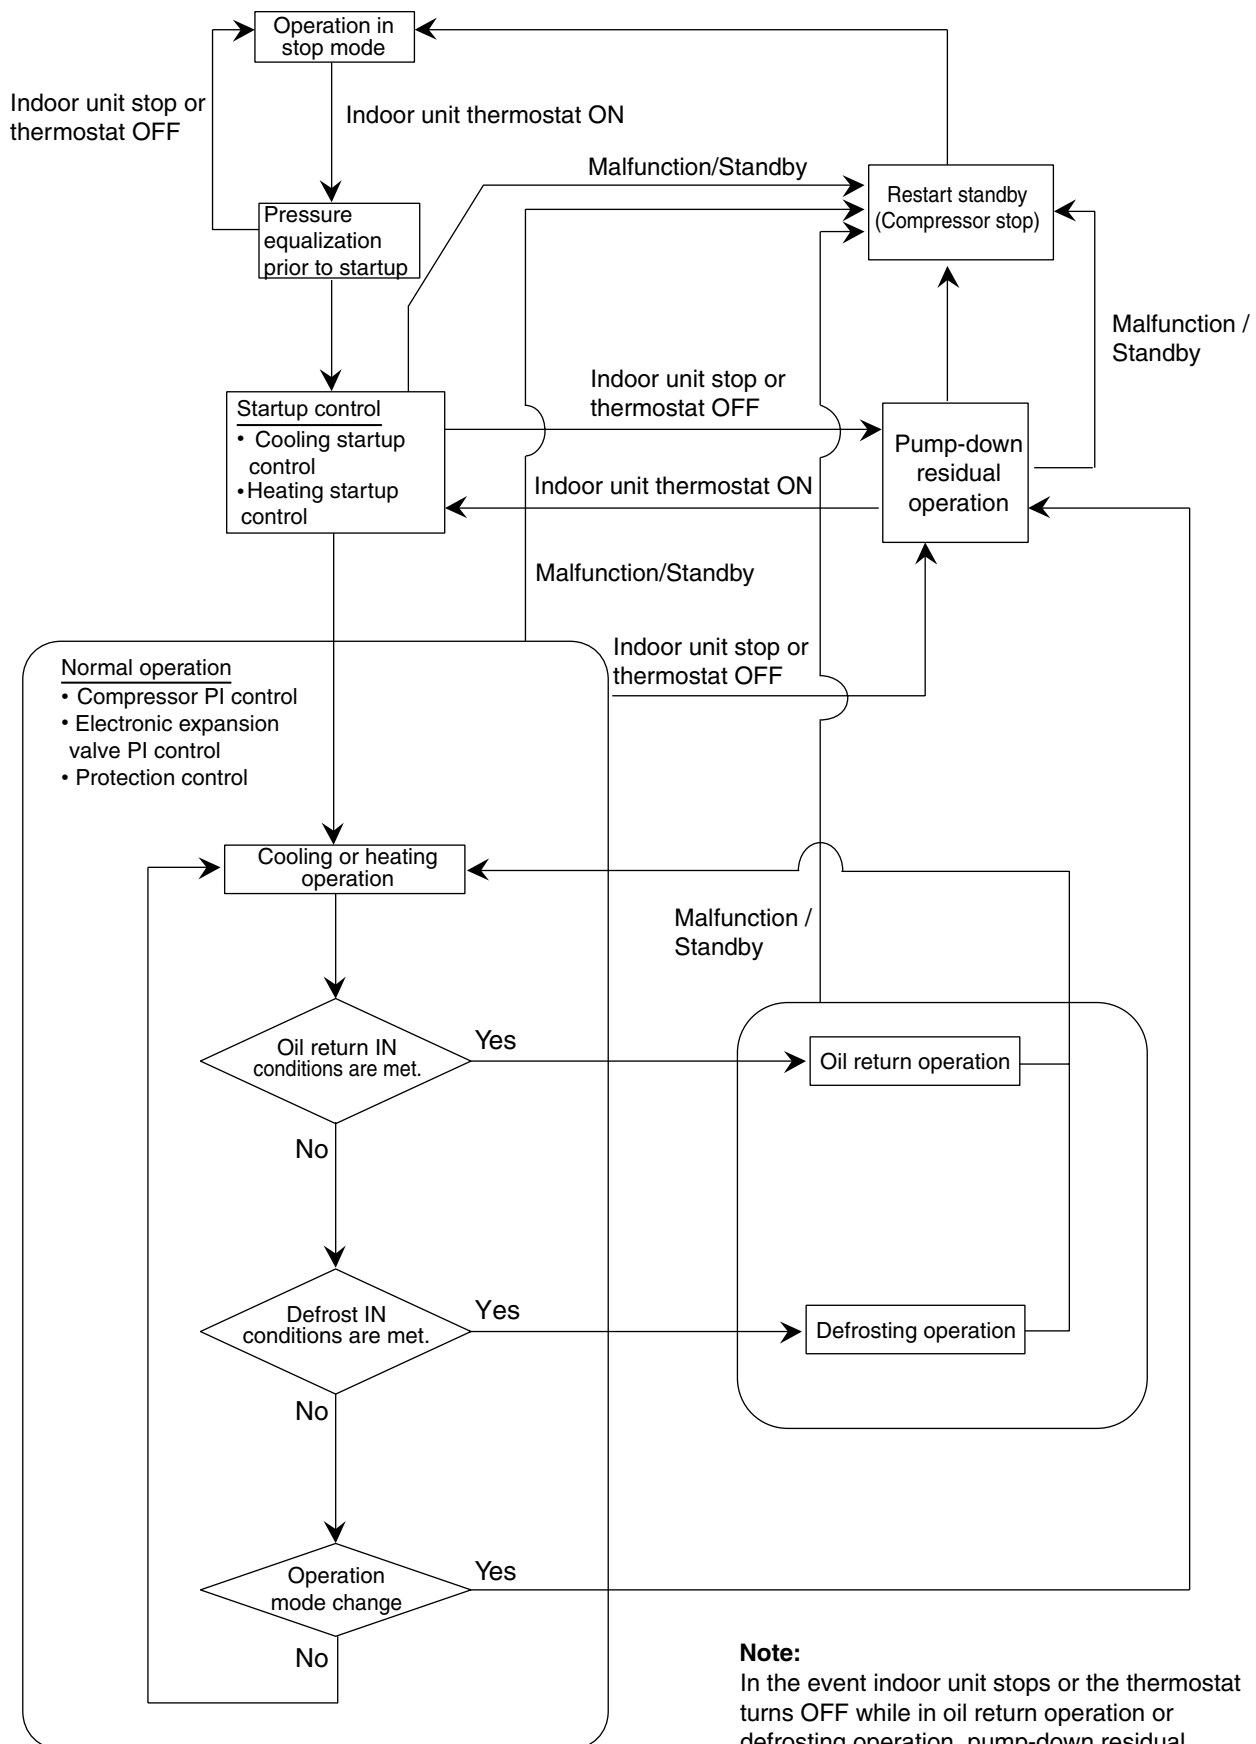 Operation in
stop mode
Indoor unit stop or
thermostat OFF
Indoor unit thermostat ON
Malfunction/Standby
Restart standby
(Compressor stop)
Pressure
equalization
prior to startup
Malfunction /
Standby
Indoor unit stop or
thermostat OFF
Startup control
• Cooling startup
control
• Heating startup
control
Pump-down
residual
operation
Indoor unit thermostat ON
Malfunction/Standby
Indoor unit stop or
thermostat OFF
Normal operation
• Compressor PI control
• Electronic expansion
valve PI control
• Protection control
Cooling or heating
operation
Malfunction /
Standby
Oil return IN
conditions are met.
Yes
Oil return operation
No
Defrost IN
conditions are met.
Yes
Defrosting operation
No
Operation
mode change
Yes
No
Note:
In the event indoor unit stops or the thermostat
turns OFF while in oil return operation or
defrosting operation, pump-down residual